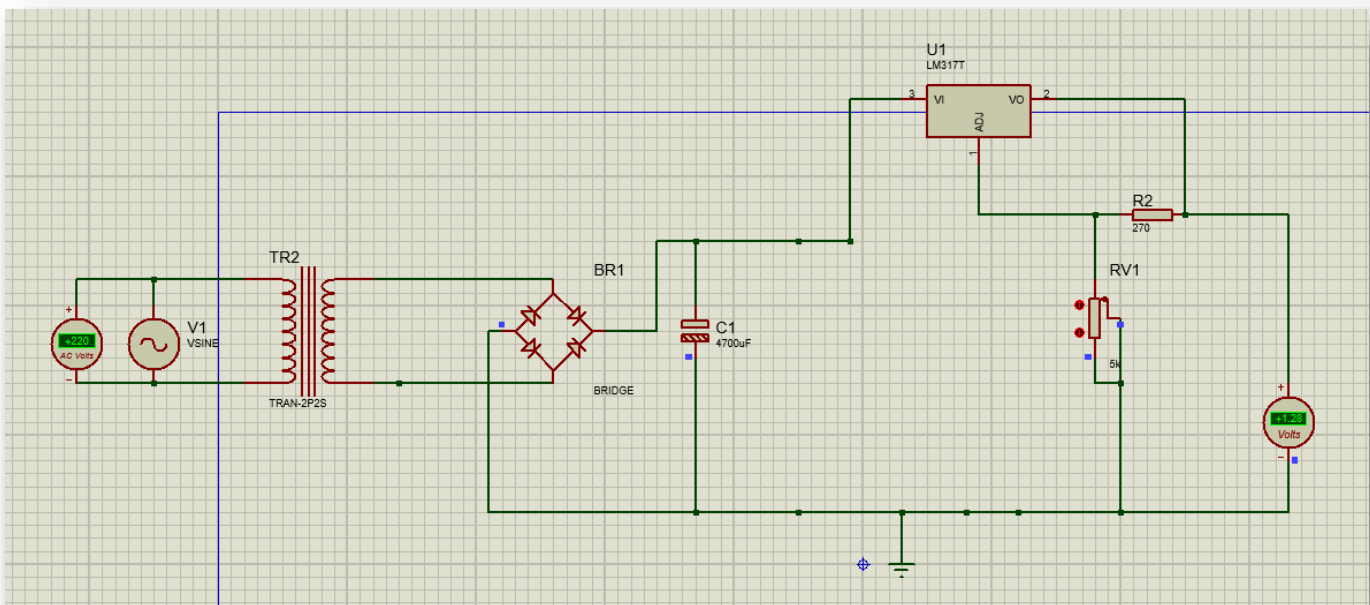 U1
LM317T
3
VI
VO
2
ADJ
1
R2
270
TR2
BR1
RV1
+
+220
AC Volts
−
V1
VSINE
C1
4700uF
5k
TRAN-2P2S
BRIDGE
+
+1.28
Volts
−